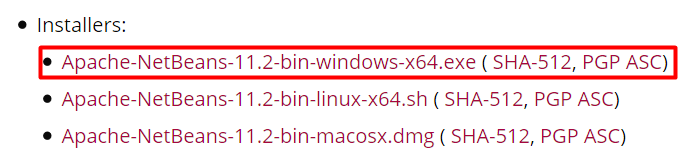 Installers:
Apache-NetBeans-11.2-bin-windows-x64.exe ( SHA-512, PGP ASC)
Apache-NetBeans-11.2-bin-linux-x64.sh ( SHA-512, PGP ASC)
Apache-NetBeans-11.2-bin-macosx.dmg ( SHA-512, PGP ASC)